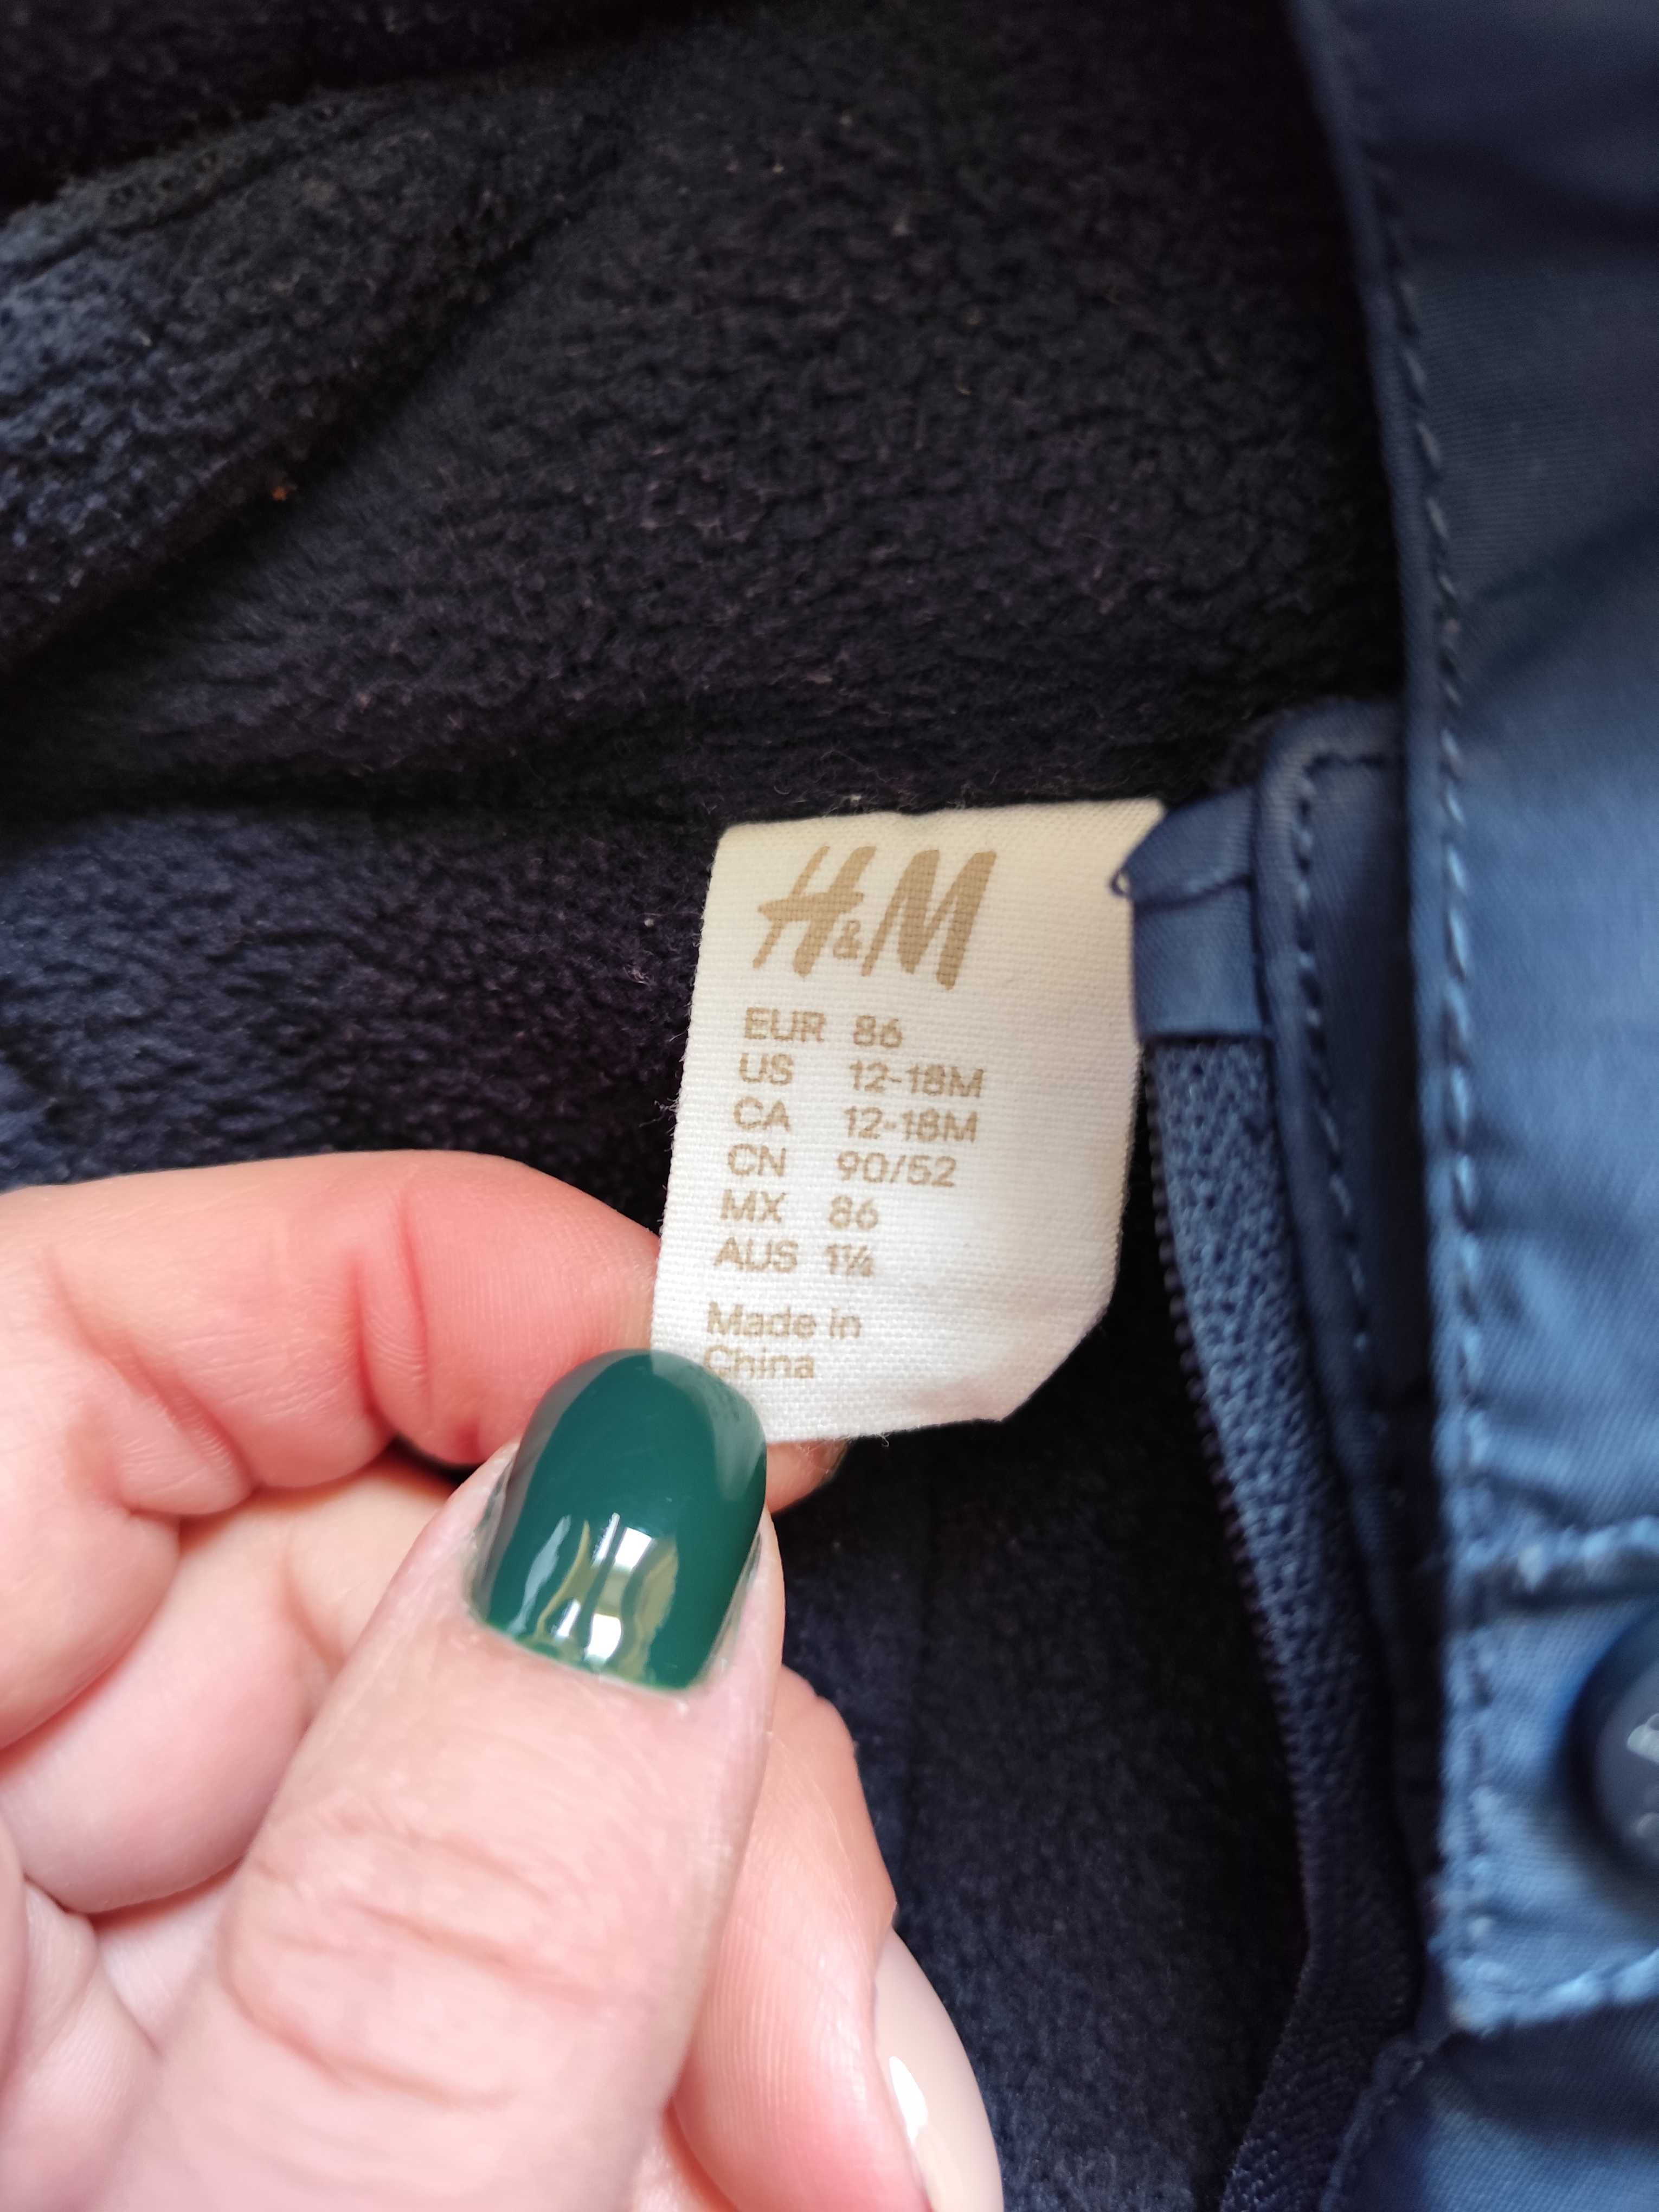 H&M
EUR 86
US 12-18M
CA 12-18M
CN 90/52
MX 86
AUS 1½
Made in
China